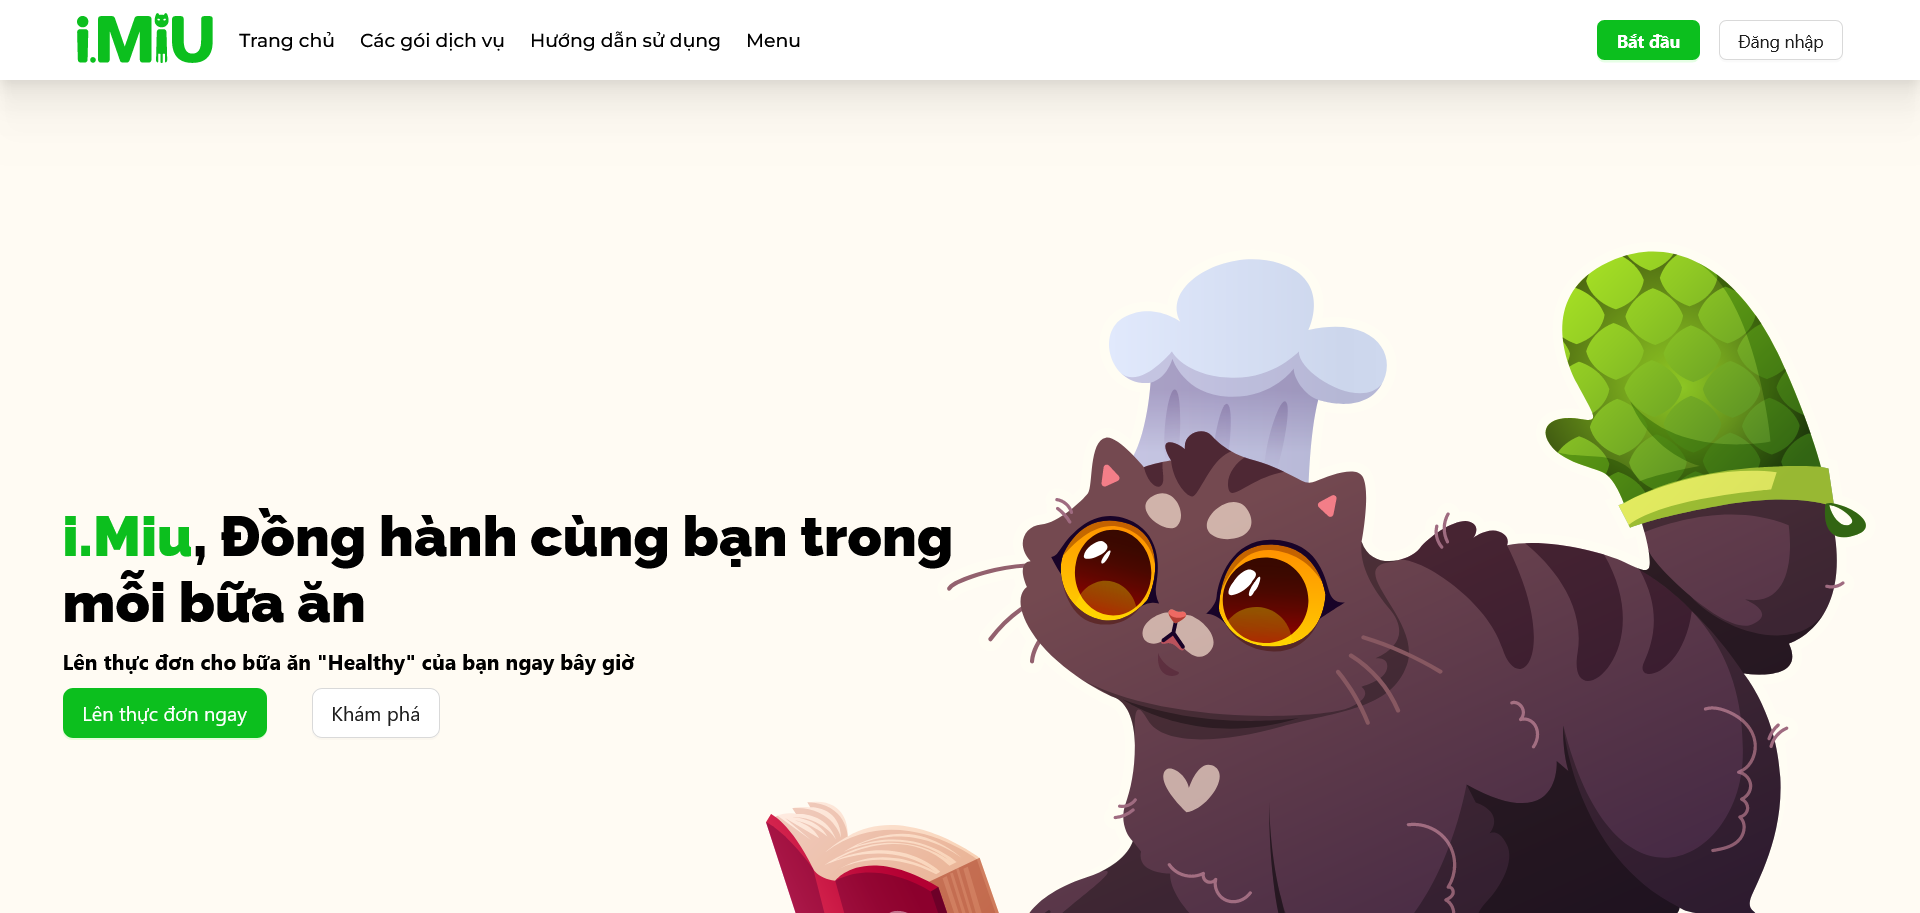 i.MiU
Trang chủ
Các gói dịch vụ
Hướng dẫn sử dụng
Menu
Bắt đầu
Đăng nhập
i.Miu, Đồng hành cùng bạn trong
mỗi bữa ăn
Lên thực đơn cho bữa ăn "Healthy" của bạn ngay bây giờ
Lên thực đơn ngay
Khám phá